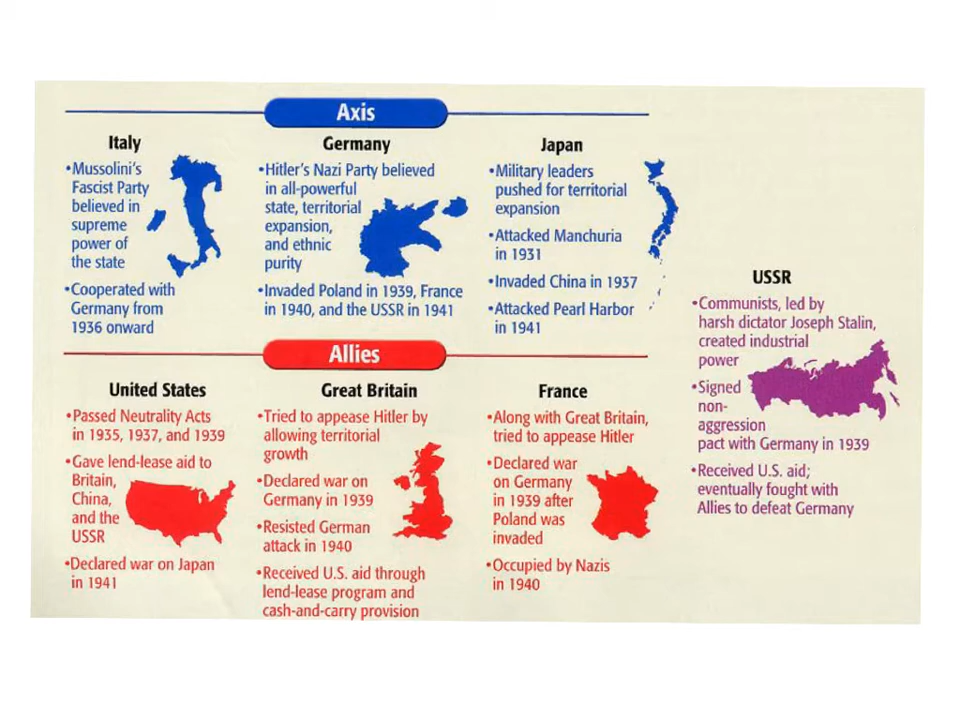 Axis
Italy
•Mussolini's
Fascist Party
believed in
supreme
power of
the state
•Cooperated with
Germany from
1936 onward
Germany
•Hitler's Nazi Party believed
in all-powerful
state, territorial
expansion,
and ethnic
purity
•Invaded Poland in 1939, France
in 1940, and the USSR in 1941
Japan
•Military leaders
pushed for territorial
expansion
•Attacked Manchuria
in 1931
•Invaded China in 1937
•Attacked Pearl Harbor
in 1941
Allies
United States
•Passed Neutrality Acts
in 1935, 1937, and 1939
•Gave lend-lease aid to
Britain,
China,
and the
USSR
•Declared war on Japan
in 1941
Great Britain
•Tried to appease Hitler by
allowing territorial
growth
•Declared war on
Germany in 1939
•Resisted German
attack in 1940
•Received U.S. aid through
lend-lease program and
cash-and-carry provision
France
•Along with Great Britain,
tried to appease Hitler
•Declared war
on Germany
in 1939 after
Poland was
invaded
•Occupied by Nazis
in 1940
USSR
•Communists, led by
harsh dictator Joseph Stalin,
created industrial
power
•Signed
non-
aggression
pact with Germany in 1939
•Received U.S. aid;
eventually fought with
Allies to defeat Germany